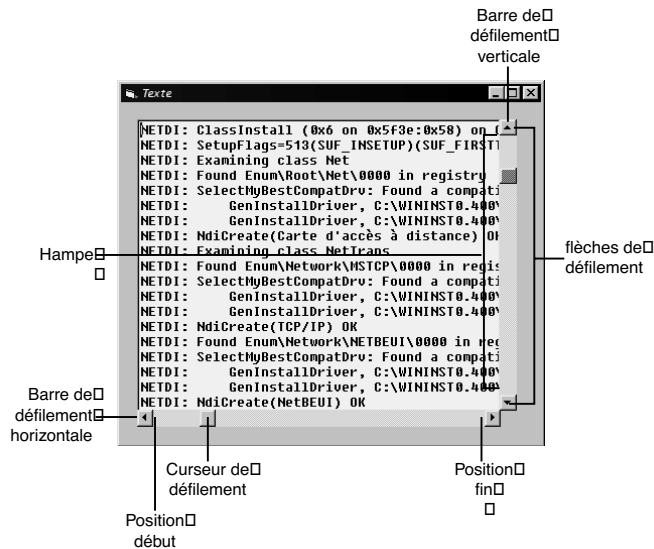 Barre de
défilement
verticale
Texte
NETDI: ClassInstall (0x6 on 0x5f3e:0x58) on
NETDI: SetupFlags=513(SUF_INSETUP)(SUF_FIRST
NETDI: Examining class Net
NETDI: Found Enum\Root\Net\0000 in registry
NETDI: SelectMyBestCompatDrv: Found a compati
NETDI: GenInstallDriver, C:\WININST0.400\
NETDI: GenInstallDriver, C:\WININST0.400\
NETDI: NdiCreate(Carte d'accès à distance) OK
NETDI: Examining class NetTrans
NETDI: Found Enum\Network\MSTCP\0000 in regis
NETDI: SelectMyBestCompatDrv: Found a compati
NETDI: GenInstallDriver, C:\WININST0.400\
NETDI: GenInstallDriver, C:\WININST0.400\
NETDI: NdiCreate(TCP/IP) OK
NETDI: Found Enum\Network\NETBEUI\0000 in reg
NETDI: SelectMyBestCompatDrv: Found a compati
NETDI: GenInstallDriver, C:\WININST0.400\
NETDI: GenInstallDriver, C:\WININST0.400\
NETDI: NdiCreate(NetBEUI) OK
Hampe
flèches de
défilement
Barre de
défilement
horizontale
Curseur de
défilement
Position
fin
Position
début